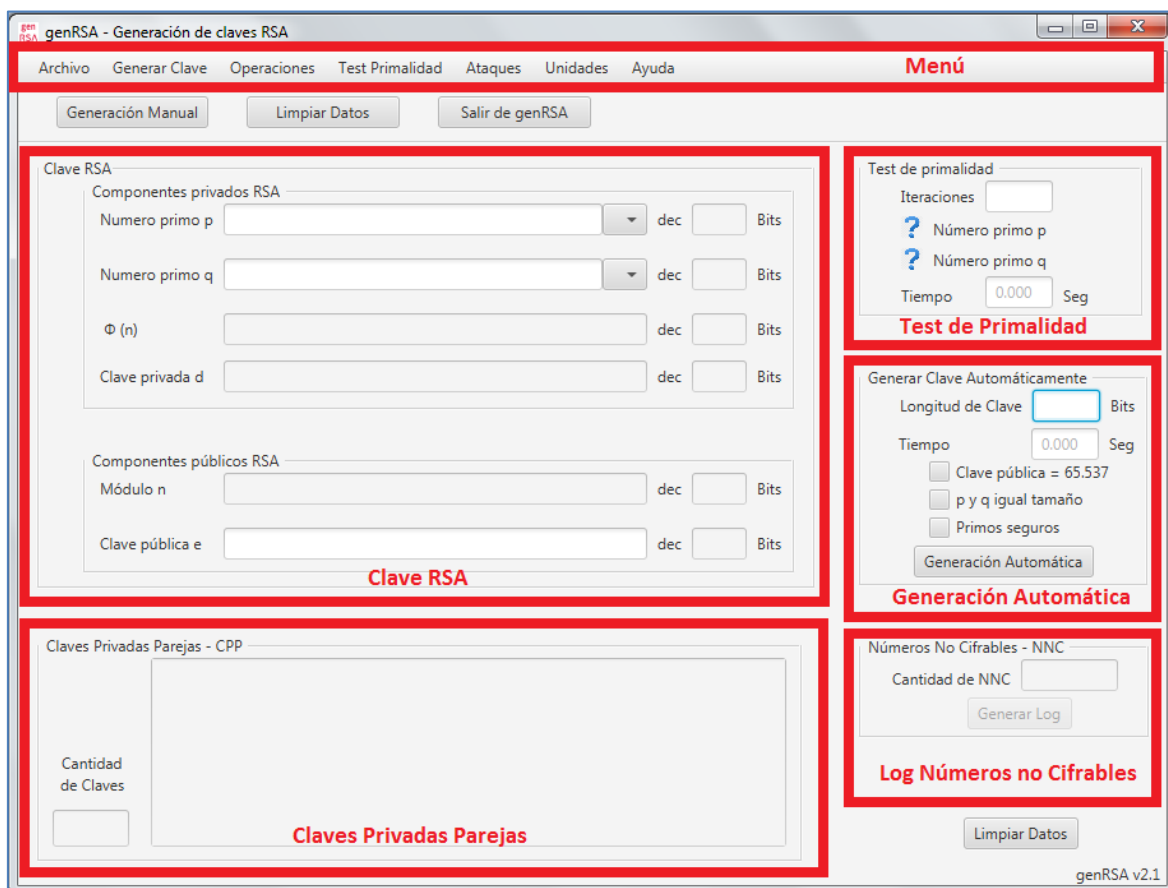 gen RSA genRSA - Generación de claves RSA
Archivo Generar Clave Operaciones Test Primalidad Ataques Unidades Ayuda Menú
Generación Manual Limpiar Datos Salir de genRSA
Clave RSA
Componentes privados RSA
Numero primo p dec Bits
Numero primo q dec Bits
Φ (n) dec Bits
Clave privada d dec Bits
Componentes públicos RSA
Módulo n dec Bits
Clave pública e dec Bits
Clave RSA
Test de primalidad
Iteraciones
? Número primo p
? Número primo q
Tiempo 0.000 Seg
Test de Primalidad
Generar Clave Automáticamente
Longitud de Clave Bits
Tiempo 0.000 Seg
Clave pública = 65.537
p y q igual tamaño
Primos seguros
Generación Automática
Generación Automática
Claves Privadas Parejas - CPP
Cantidad
de Claves
Claves Privadas Parejas
Números No Cifrables - NNC
Cantidad de NNC
Generar Log
Log Números no Cifrables
Limpiar Datos
genRSA v2.1